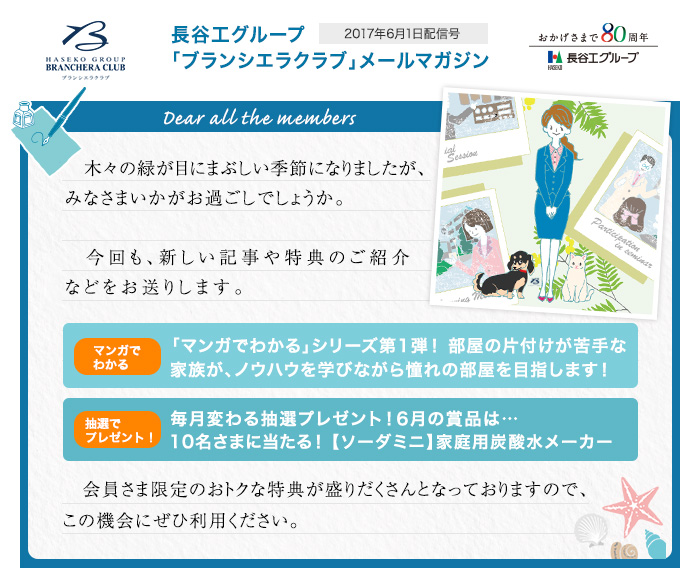 HASEKO GROUP
BRANCHERA CLUB
ブランシエラクラブ
長谷工グループ
2017年6月1日配信号
「ブランシエラクラブ」メールマガジン
おかげさまで80周年
HASEKO
長谷工グループ
Dear all the members
木々の緑が目にまぶしい季節になりましたが、
みなさまいかがお過ごしでしょうか。
今回も、新しい記事や特典のご紹介
などをお送りします。
Session
Participation
in seminar
マンガで
わかる
「マンガでわかる」シリーズ第1弾！ 部屋の片付けが苦手な
家族が、ノウハウを学びながら憧れの部屋を目指します！
抽選で
プレゼント！
毎月変わる抽選プレゼント！6月の賞品は…
10名さまに当たる！【ソーダミニ】家庭用炭酸水メーカー
会員さま限定のおトクな特典が盛りだくさんとなっておりますので、
この機会にぜひ利用ください。